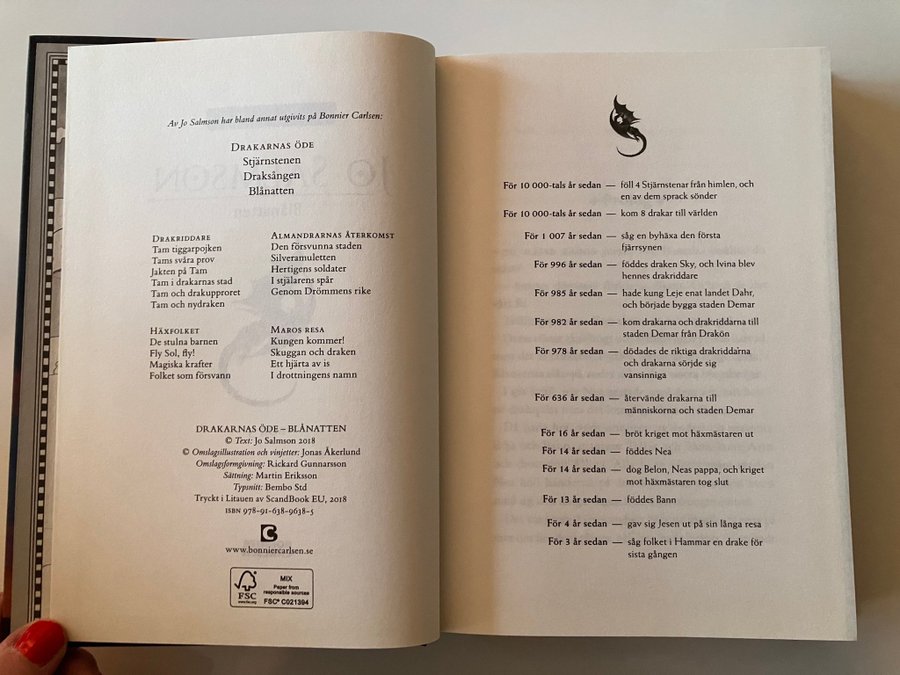 Av Jo Salmson har bland annat utgivits på Bonnier Carlsen:
DRAKARNAS ÖDE
Stjärnstenen
Draksången
Blånatten
DRAKRIDDARE
Tam tiggarpojken
Tams svåra prov
Jakten på Tam
Tam i drakarnas stad
Tam och drakupproret
Tam och nydraken
ALMANDRARNAS ÅTERKOMST
Den försvunna staden
Silveramuletten
Hertigens soldater
I stjälarens spår
Genom Drömmens rike
HÄXFOLKET
De stulna barnen
Fly Sol, fly!
Magiska krafter
Folket som försvann
MAROS RESA
Kungen kommer!
Skuggan och draken
Ett hjärta av is
I drottningens namn
DRAKARNAS ÖDE – BLÅNATTEN
© Text: Jo Salmson 2018
© Omslagsillustration och vinjetter: Jonas Åkerlund
Omslagsformgivning: Rickard Gunnarsson
Sättning: Martin Eriksson
Typsnitt: Bembo Std
Tryckt i Litauen av ScandBook EU, 2018
ISBN 978-91-638-9638-5
www.bonniercarlsen.se
FSC
www.fsc.org
MIX
Paper from
responsible sources
FSC® C021394
För 10 000-tals år sedan — föll 4 Stjärnstenar från himlen, och
en av dem sprack sönder
För 10 000-tals år sedan — kom 8 drakar till världen
För 1 007 år sedan — såg en byhäxa den första
fjärrsynen
För 996 år sedan — föddes draken Sky, och Ivina blev
hennes drakriddare
För 985 år sedan — hade kung Leje enat landet Dahr,
och började bygga staden Demar
För 982 år sedan — kom drakarna och drakriddarna till
staden Demar från Drakön
För 978 år sedan — dödades de riktiga drakriddarna
och drakarna sörjde sig
vansinniga
För 636 år sedan — återvände drakarna till
människorna och staden Demar
För 16 år sedan — bröt kriget mot häxmästaren ut
För 14 år sedan — föddes Nea
För 14 år sedan — dog Belon, Neas pappa, och kriget
mot häxmästaren tog slut
För 13 år sedan — föddes Bann
För 4 år sedan — gav sig Jesen ut på sin långa resa
För 3 år sedan — såg folket i Hammar en drake för
sista gången